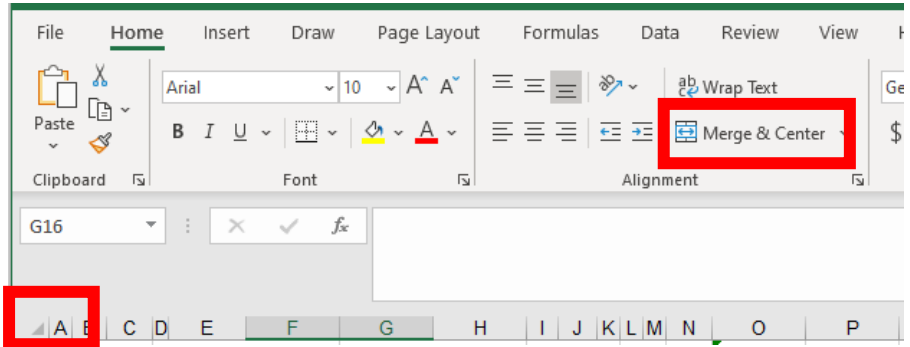 File Home Insert Draw Page Layout Formulas Data Review View
Arial 10 A A ab Wrap Text Ge
Paste B I U A Merge & Center $
Clipboard Font Alignment
G16 fx
A B C D E F G H I J K L M N O P